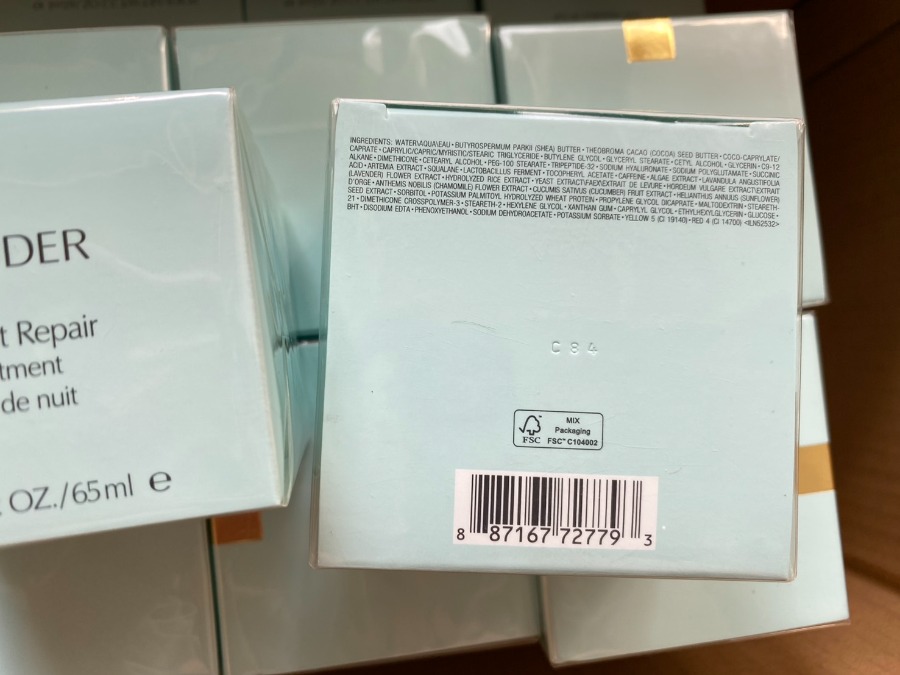 DER
t Repair
tment
de nuit
OZ./65ml e
INGREDIENTS: WATER\AQUA\EAU • BUTYROSPERMUM PARKII (SHEA) BUTTER • THEOBROMA CACAO (COCOA) SEED BUTTER • COCO-CAPRYLATE/
CAPRATE • CAPRYLIC/CAPRIC/MYRISTIC/STEARIC TRIGLYCERIDE • BUTYLENE GLYCOL • GLYCERYL STEARATE • CETYL ALCOHOL • GLYCERIN • C9-12
ALKANE • DIMETHICONE • CETEARYL ALCOHOL • PEG-100 STEARATE • TRIPEPTIDE-32 • SODIUM HYALURONATE • SODIUM POLYGLUTAMATE • SUCCINIC
ACID • ARTEMIA EXTRACT • SQUALANE • LACTOBACILLUS FERMENT • TOCOPHERYL ACETATE • CAFFEINE • ALGAE EXTRACT • LAVANDULA ANGUSTIFOLIA
(LAVENDER) FLOWER EXTRACT • HYDROLYZED RICE EXTRACT • YEAST EXTRACT\FAEX\EXTRAIT DE LEVURE • HORDEUM VULGARE EXTRACT\EXTRAIT
D'ORGE • ANTHEMIS NOBILIS (CHAMOMILE) FLOWER EXTRACT • CUCUMIS SATIVUS (CUCUMBER) FRUIT EXTRACT • HELIANTHUS ANNUUS (SUNFLOWER)
SEED EXTRACT • SORBITOL • POTASSIUM PALMITOYL HYDROLYZED WHEAT PROTEIN • PROPYLENE GLYCOL DICAPRATE • MALTODEXTRIN • STEARETH-
21 • DIMETHICONE CROSSPOLYMER-3 • STEARETH-2 • HEXYLENE GLYCOL • XANTHAN GUM • CAPRYLYL GLYCOL • ETHYLHEXYLGLYCERIN • GLUCOSE •
BHT • DISODIUM EDTA • PHENOXYETHANOL • SODIUM DEHYDROACETATE • POTASSIUM SORBATE • YELLOW 5 (CI 19140) • RED 4 (CI 14700) <ILN52532>
C84
FSC
MIX
Packaging
FSC™ C104002
8 87167 72779 3